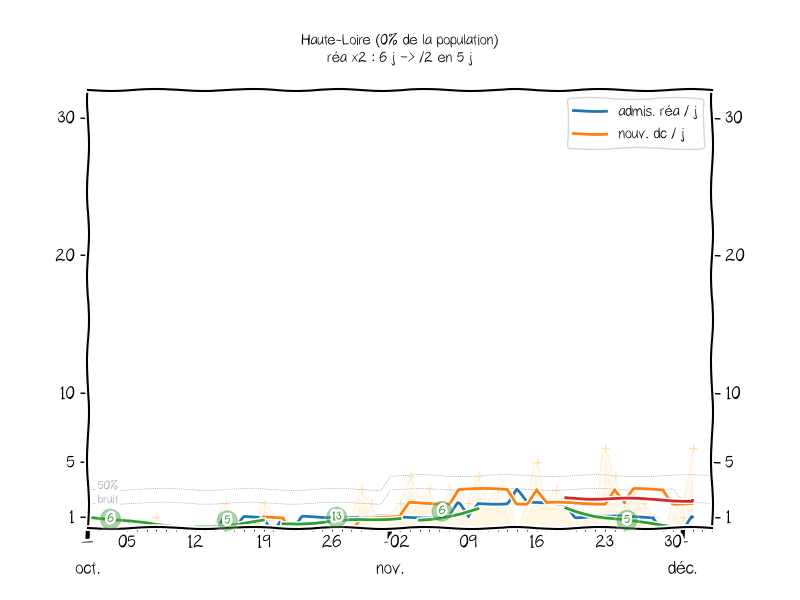 Haute-Loire (0% de la population)
réa x2 : 6 j -> /2 en 5 j
admis. réa / j
nouv. dc / j
30 30
20 20
10 10
5 5
50%
bruit
1 1
6 5 13 6 5
05 12 19 26 02 09 16 23 30
oct. nov. déc.